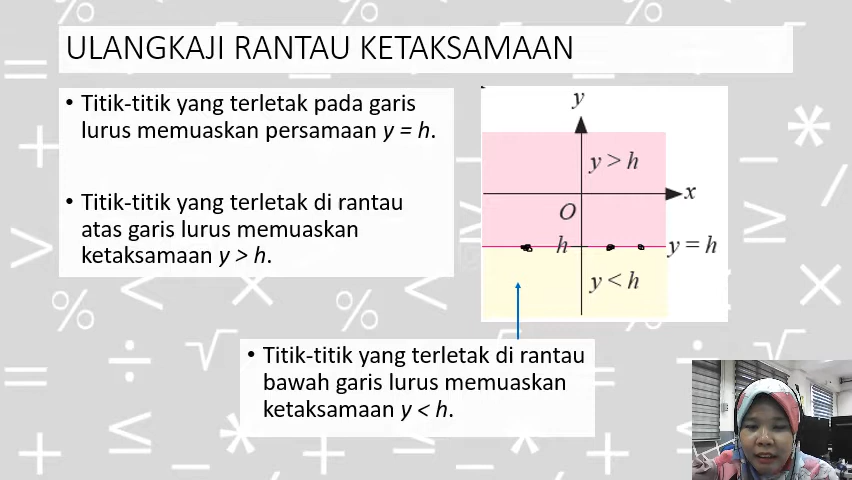 ULANGKAJI RANTAU KETAKSAMAAN
• Titik-titik yang terletak pada garis
lurus memuaskan persamaan y = h.
• Titik-titik yang terletak di rantau
atas garis lurus memuaskan
ketaksamaan y > h.
y
y > h
x
O
h
y = h
y < h
• Titik-titik yang terletak di rantau
bawah garis lurus memuaskan
ketaksamaan y < h.